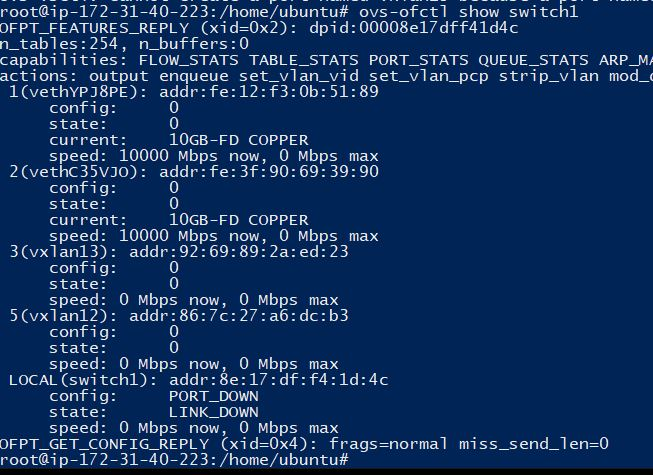 root@ip-172-31-40-223:/home/ubuntu# ovs-ofctl show switch1
OFPT_FEATURES_REPLY (xid=0x2): dpid:00008e17dff41d4c
n_tables:254, n_buffers:0
capabilities: FLOW_STATS TABLE_STATS PORT_STATS QUEUE_STATS ARP_MA
actions: output enqueue set_vlan_vid set_vlan_pcp strip_vlan mod_d
1(vethYPJ8PE): addr:fe:12:f3:0b:51:89
config: 0
state: 0
current: 10GB-FD COPPER
speed: 10000 Mbps now, 0 Mbps max
2(vethC35VJO): addr:fe:3f:90:69:39:90
config: 0
state: 0
current: 10GB-FD COPPER
speed: 10000 Mbps now, 0 Mbps max
3(vxlan13): addr:92:69:89:2a:ed:23
config: 0
state: 0
speed: 0 Mbps now, 0 Mbps max
5(vxlan12): addr:86:7c:27:a6:dc:b3
config: 0
state: 0
speed: 0 Mbps now, 0 Mbps max
LOCAL(switch1): addr:8e:17:df:f4:1d:4c
config: PORT_DOWN
state: LINK_DOWN
speed: 0 Mbps now, 0 Mbps max
OFPT_GET_CONFIG_REPLY (xid=0x4): frags=normal miss_send_len=0
root@ip-172-31-40-223:/home/ubuntu#